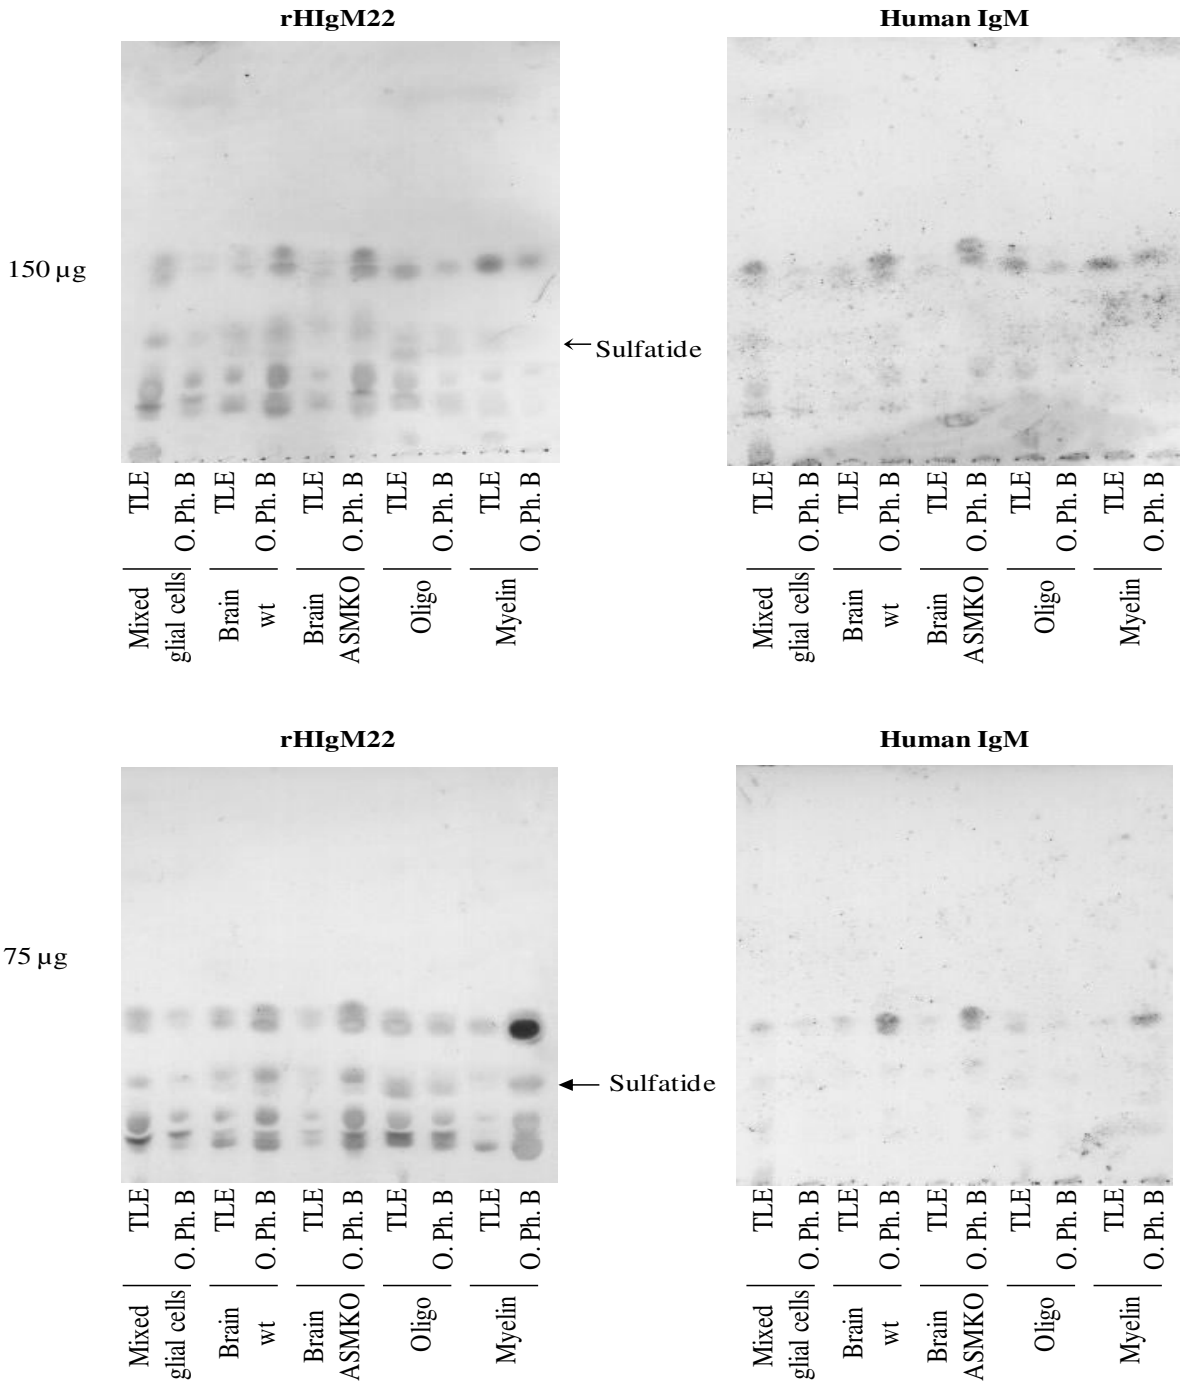 rHIgM22
Human IgM
150 µg
← Sulfatide
TLE
O. Ph. B
TLE
O. Ph. B
TLE
O. Ph. B
TLE
O. Ph. B
TLE
O. Ph. B
Mixed
glial cells
Brain
wt
Brain
ASMKO
Oligo
Myelin
TLE
O. Ph. B
TLE
O. Ph. B
TLE
O. Ph. B
TLE
O. Ph. B
TLE
O. Ph. B
Mixed
glial cells
Brain
wt
Brain
ASMKO
Oligo
Myelin
rHIgM22
Human IgM
75 µg
← Sulfatide
TLE
O. Ph. B
TLE
O. Ph. B
TLE
O. Ph. B
TLE
O. Ph. B
TLE
O. Ph. B
Mixed
glial cells
Brain
wt
Brain
ASMKO
Oligo
Myelin
TLE
O. Ph. B
TLE
O. Ph. B
TLE
O. Ph. B
TLE
O. Ph. B
TLE
O. Ph. B
Mixed
glial cells
Brain
wt
Brain
ASMKO
Oligo
Myelin